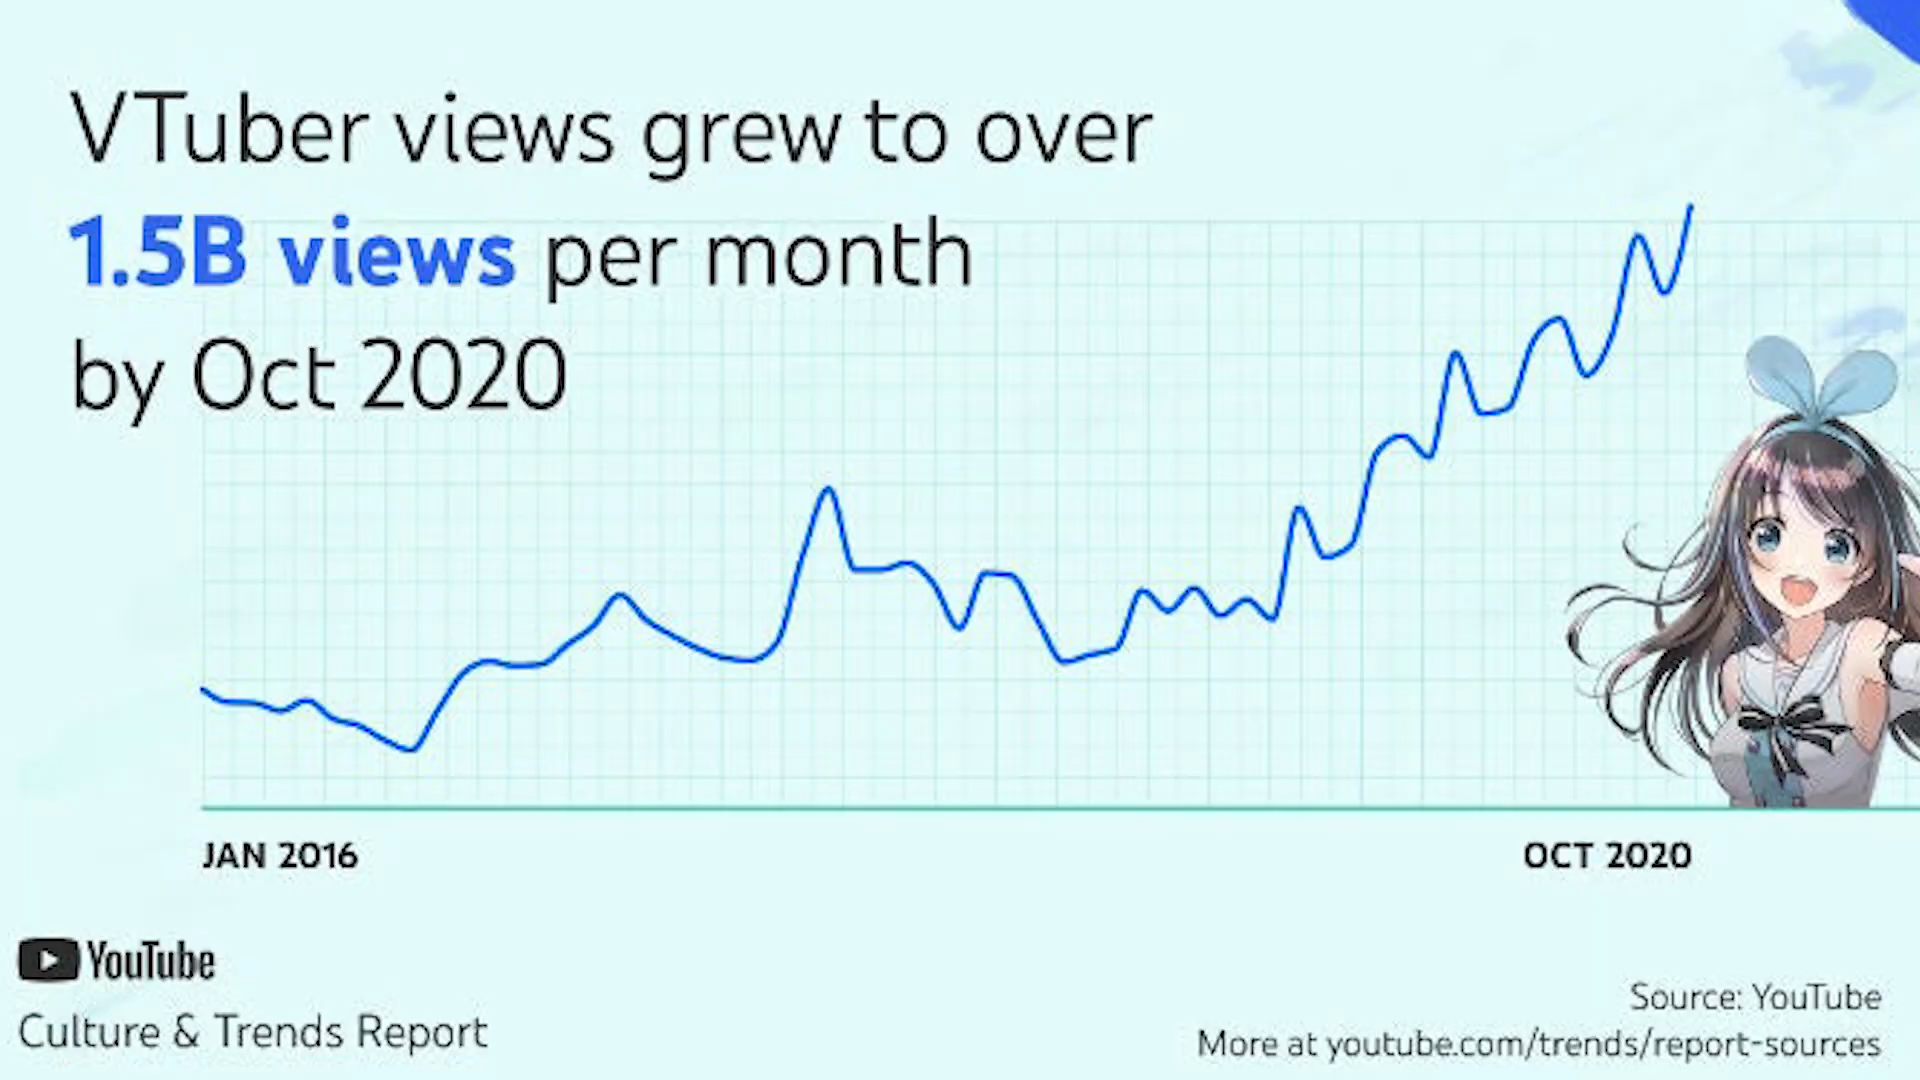 VTuber views grew to over
1.5B views per month
by Oct 2020
JAN 2016
OCT 2020
YouTube
Culture & Trends Report
Source: YouTube
More at youtube.com/trends/report-sources